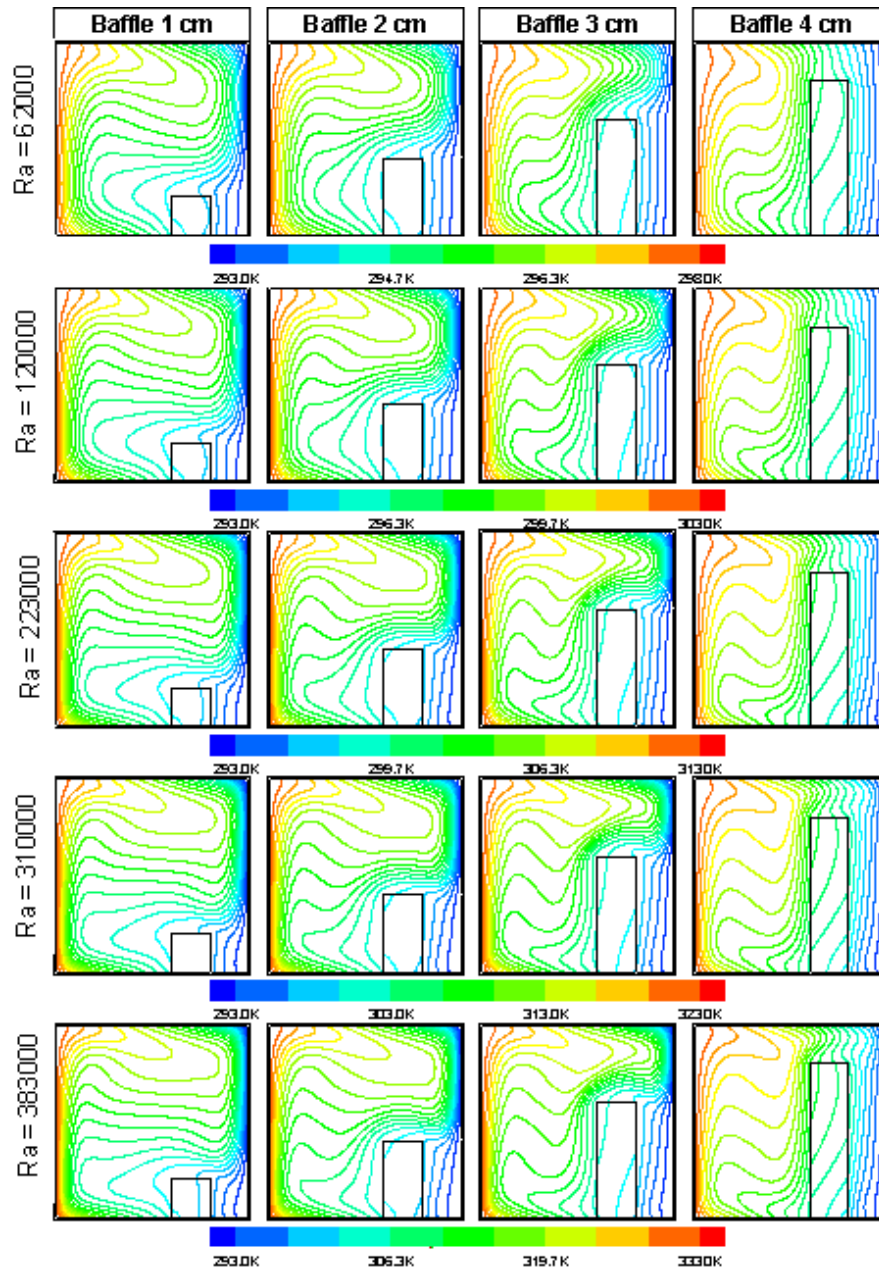 Baffle 1 cm Baffle 2 cm Baffle 3 cm Baffle 4 cm
Ra = 62000
293.0K 294.7K 296.3K 298.0K
Ra = 120000
293.0K 296.3K 299.7K 303.0K
Ra = 223000
293.0K 299.7K 306.3K 313.0K
Ra = 310000
293.0K 303.0K 313.0K 323.0K
Ra = 383000
293.0K 306.3K 319.7K 333.0K